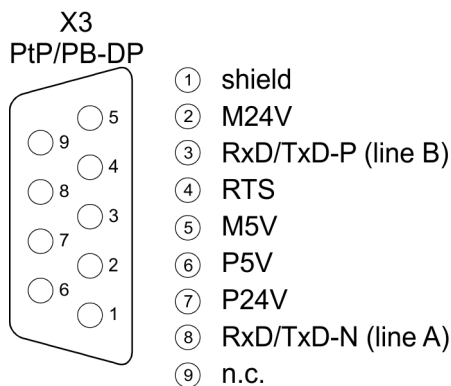 X3
PtP/PB-DP
5
9
4
8
3
7
2
6
1
1 shield
2 M24V
3 RxD/TxD-P (line B)
4 RTS
5 M5V
6 P5V
7 P24V
8 RxD/TxD-N (line A)
9 n.c.